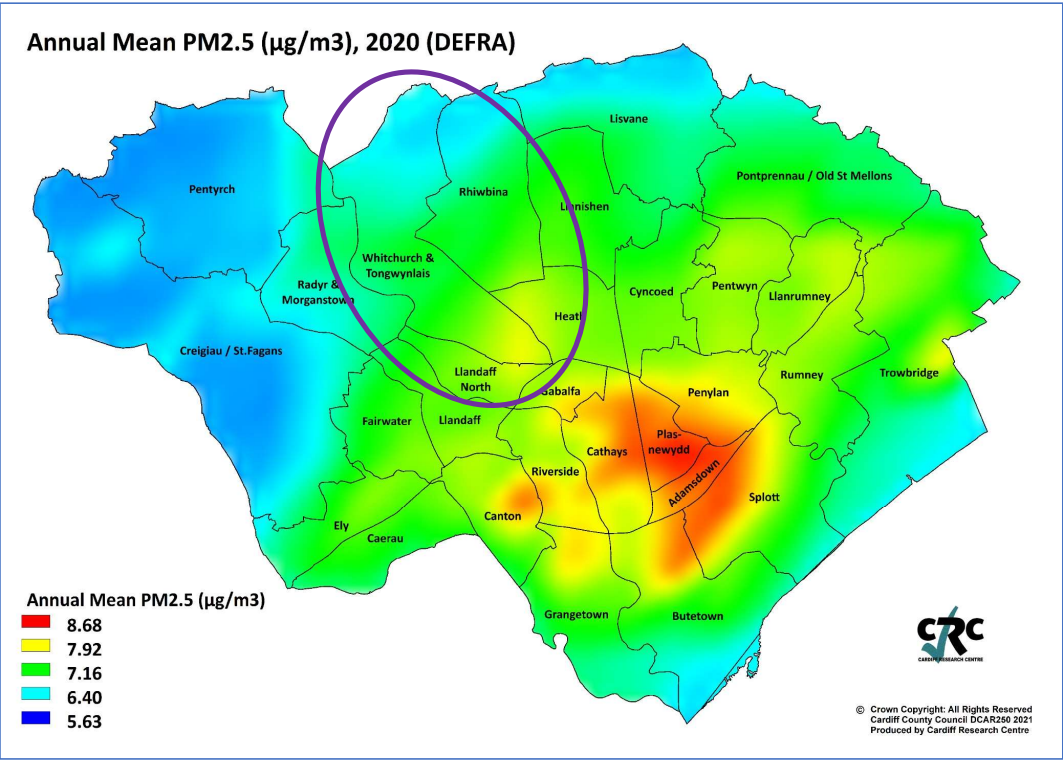 Annual Mean PM2.5 (µg/m3), 2020 (DEFRA)
Lisvane
Pontprennau / Old St Mellons
Pentyrch
Rhiwbina
Llanishen
Whitchurch &
Tongwynlais
Radyr &
Morganstown
Cyncoed
Pentwyn
Llanrumney
Heath
Creigiau / St.Fagans
Llandaff
North
Rumney
Trowbridge
Gabalfa
Penylan
Fairwater
Llandaff
Plas-
newydd
Cathays
Riverside
Adamsdown
Splott
Canton
Ely
Caerau
Grangetown
Butetown
Annual Mean PM2.5 (µg/m3)
8.68
7.92
7.16
6.40
5.63
CRC
CARDIFF RESEARCH CENTRE
© Crown Copyright: All Rights Reserved
Cardiff County Council DCAR250 2021
Produced by Cardiff Research Centre